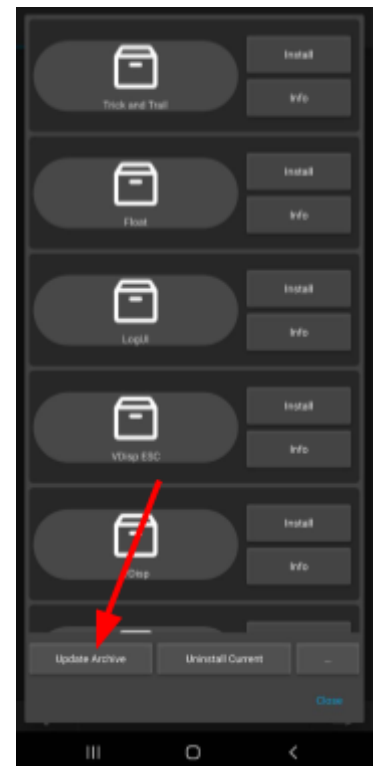 Install
Trick and Trail
Info
Install
Float
Info
Install
LogUI
Info
Install
VDisp ESC
Info
Install
Disp
Info
Update Archive
Uninstall Current
...
Close